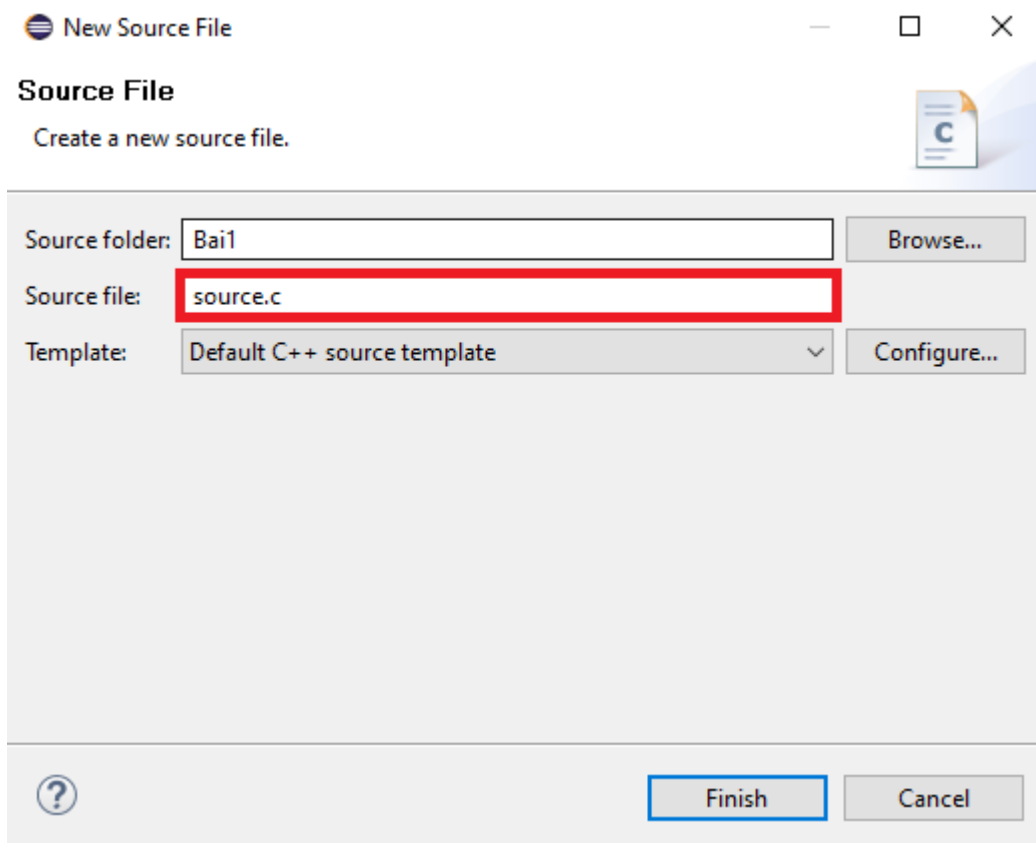 New Source File
Source File
Create a new source file.
C
Source folder: Bai1 Browse...
Source file: source.c
Template: Default C++ source template Configure...
?
Finish Cancel